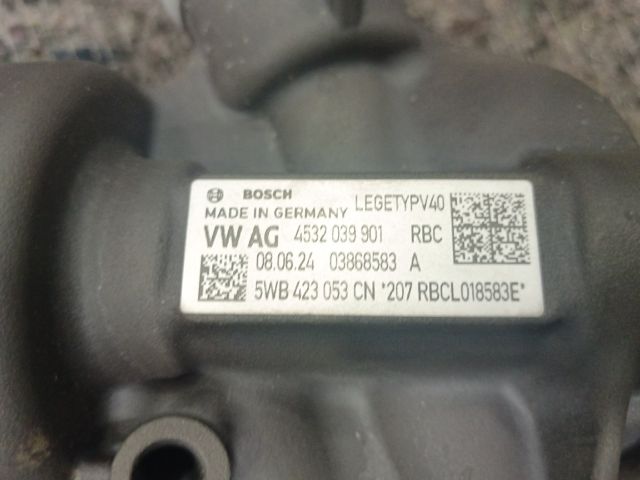 BOSCH LEGETYPV40
MADE IN GERMANY
VW AG 4532 039 901 RBC
08.06.24 03868583 A
5WB 423 053 CN *207 RBCL018583E*